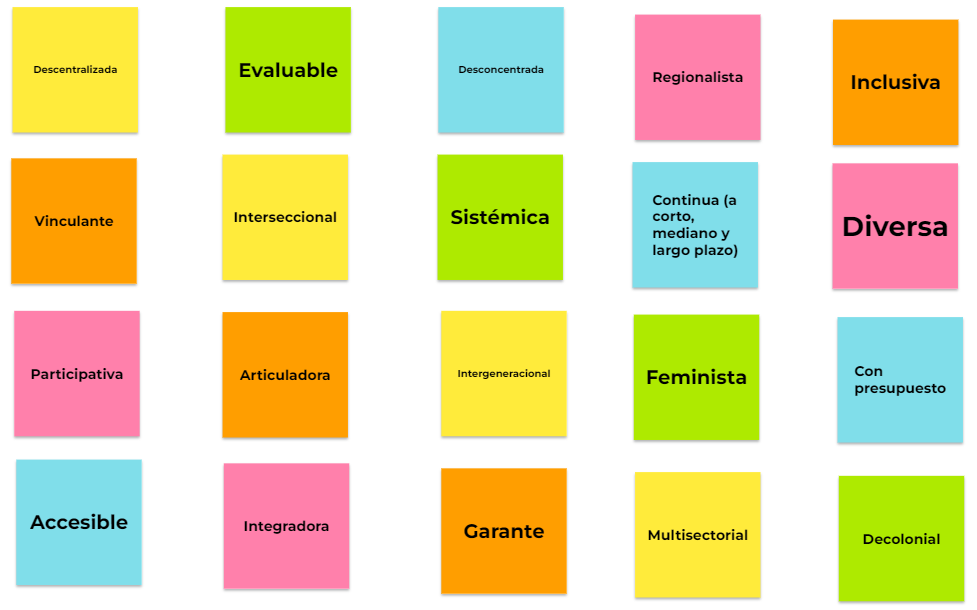 Descentralizada
Evaluable
Desconcentrada
Regionalista
Inclusiva
Vinculante
Interseccional
Sistémica
Continua (a
corto,
mediano y
largo plazo)
Diversa
Participativa
Articuladora
Intergeneracional
Feminista
Con
presupuesto
Accesible
Integradora
Garante
Multisectorial
Decolonial